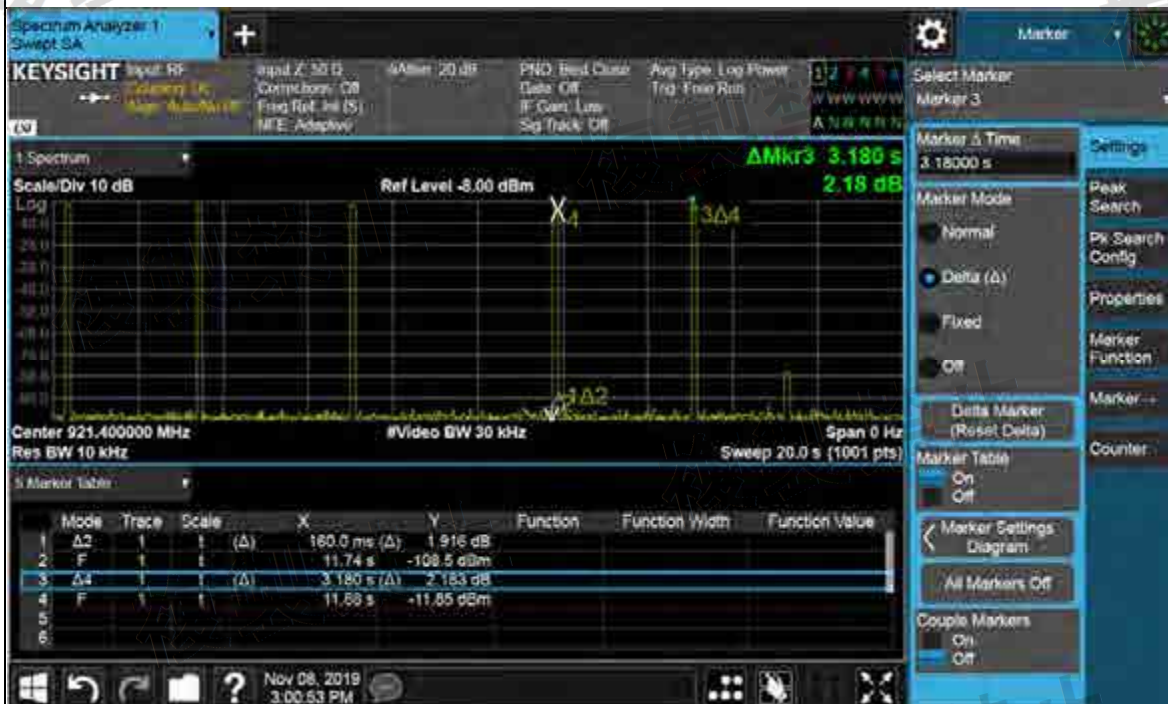 Spectrum Analyzer 1
Swept SA
Marker
KEYSIGHT
Input: RF
Input Z: 50 Ω
Corrections: Off
Freq Ref: Int (S)
NFE: Adaptive
#Atten: 20 dB
PNO: Best Close
Gate: Off
IF Gain: Low
Sig Track: Off
Avg Type: Log-Power
Trig: Free Run
Select Marker
Marker 3
1 Spectrum
ΔMkr3 3.180 s
2.18 dB
Scale/Div 10 dB
Ref Level -8.00 dBm
Log
4
3Δ4
1Δ2
Center 921.400000 MHz
#Video BW 30 kHz
Span 0 Hz
Res BW 10 kHz
Sweep 20.0 s (1001 pts)
5 Marker Table
Mode Trace Scale X Y Function Function Width Function Value
1 Δ2 1 t (Δ) 160.0 ms (Δ) 1.916 dB
2 F 1 t 11.74 s -108.5 dBm
3 Δ4 1 t (Δ) 3.180 s (Δ) 2.183 dB
4 F 1 t 11.68 s -11.85 dBm
5
6
Marker Δ Time
3.18000 s
Marker Mode
Normal
Delta (Δ)
Fixed
Off
Delta Marker
(Reset Delta)
Marker Table
On
Off
Marker Settings
Diagram
All Markers Off
Couple Markers
On
Off
Settings
Peak
Search
Pk Search
Config
Properties
Marker
Function
Marker→
Counter
Nov 08, 2019
3:00:53 PM